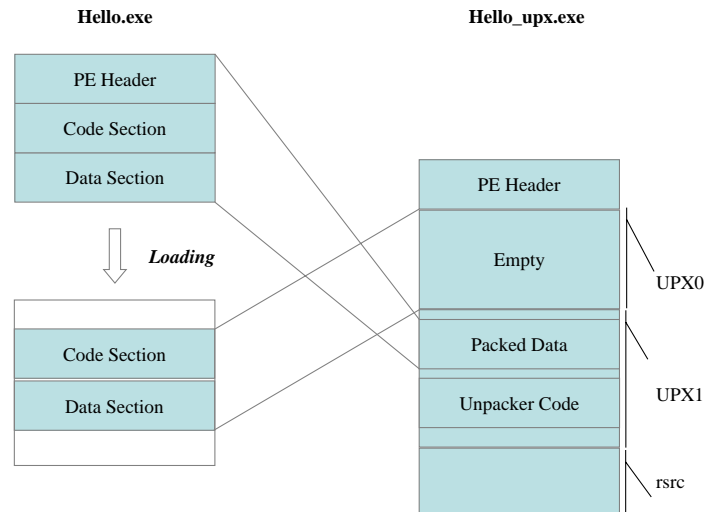 Hello.exe
PE Header
Code Section
Data Section
Loading
Code Section
Data Section
Hello_upx.exe
PE Header
Empty
Packed Data
Unpacker Code
UPX0
UPX1
rsrc